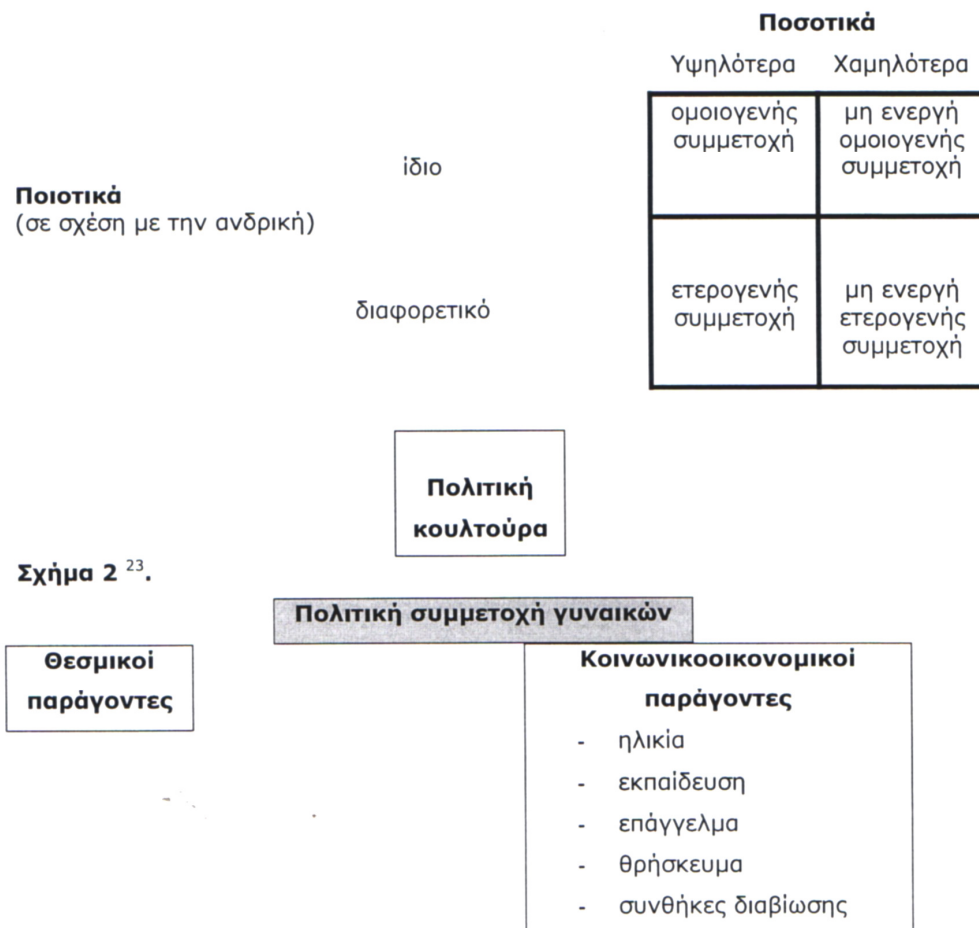 Ποσοτικά
Υψηλότερα Χαμηλότερα
ομοιογενής
συμμετοχή
μη ενεργή
ομοιογενής
συμμετοχή
ίδιο
Ποιοτικά
(σε σχέση με την ανδρική)
διαφορετικό
ετερογενής
συμμετοχή
μη ενεργή
ετερογενής
συμμετοχή
Πολιτική
κουλτούρα
Σχήμα 2 23.
Πολιτική συμμετοχή γυναικών
Θεσμικοί
παράγοντες
Κοινωνικοοικονομικοί
παράγοντες
- ηλικία
- εκπαίδευση
- επάγγελμα
- θρήσκευμα
- συνθήκες διαβίωσης